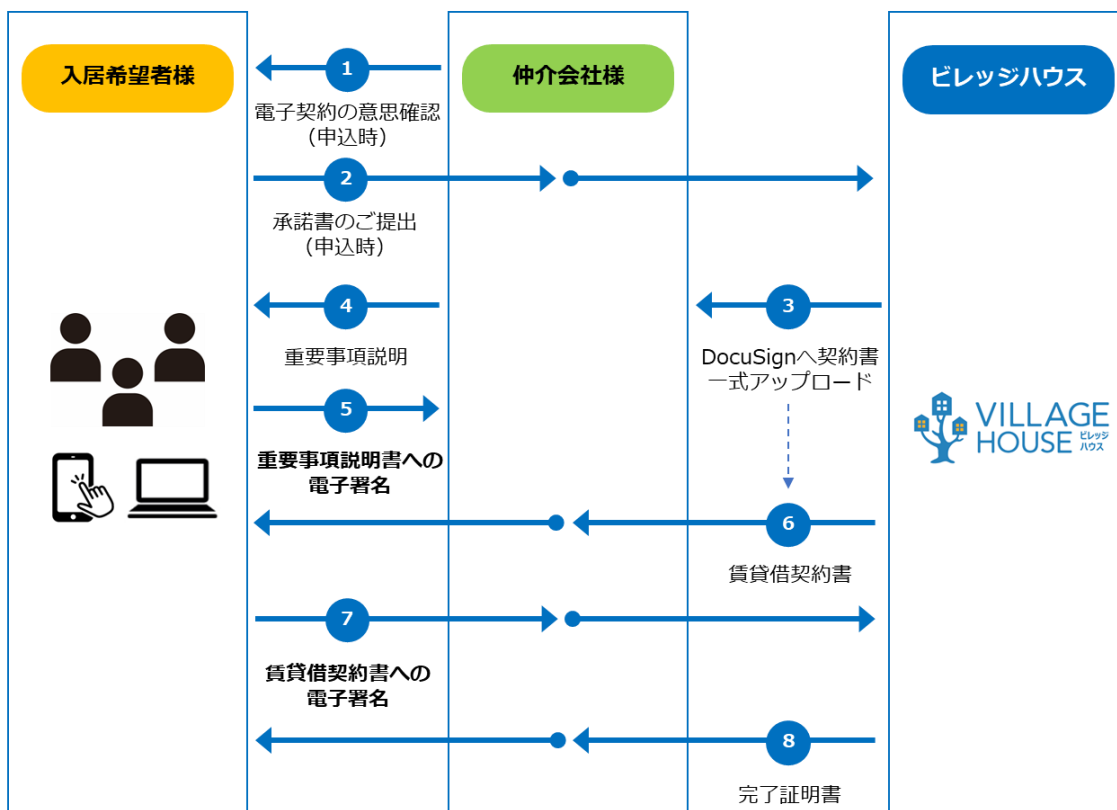 入居希望者様
仲介会社様
ビレッジハウス
1
電子契約の意思確認
(申込時)
2
承諾書のご提出
(申込時)
4
重要事項説明
3
DocuSignへ契約書
一式アップロード
5
重要事項説明書への
電子署名
VILLAGE
HOUSE ビレッジ
ハウス
6
賃貸借契約書
7
賃貸借契約書への
電子署名
8
完了証明書